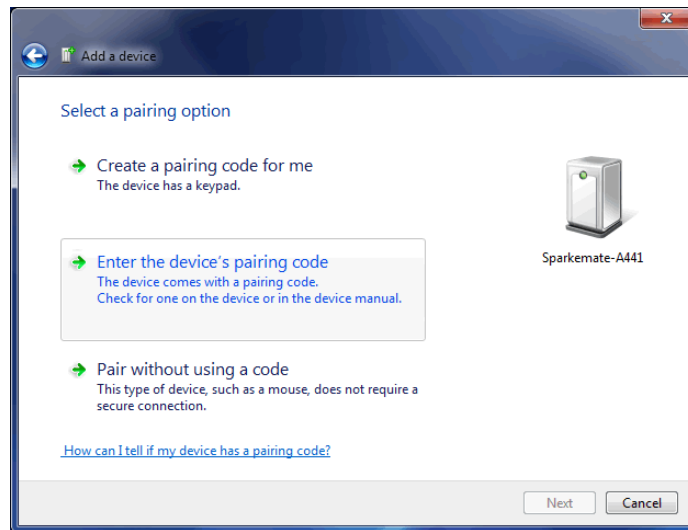 Add a device
Select a pairing option
Create a pairing code for me
The device has a keypad.
Enter the device's pairing code
The device comes with a pairing code.
Check for one on the device or in the device manual.
Sparkemate-A441
Pair without using a code
This type of device, such as a mouse, does not require a
secure connection.
How can I tell if my device has a pairing code?
Next
Cancel